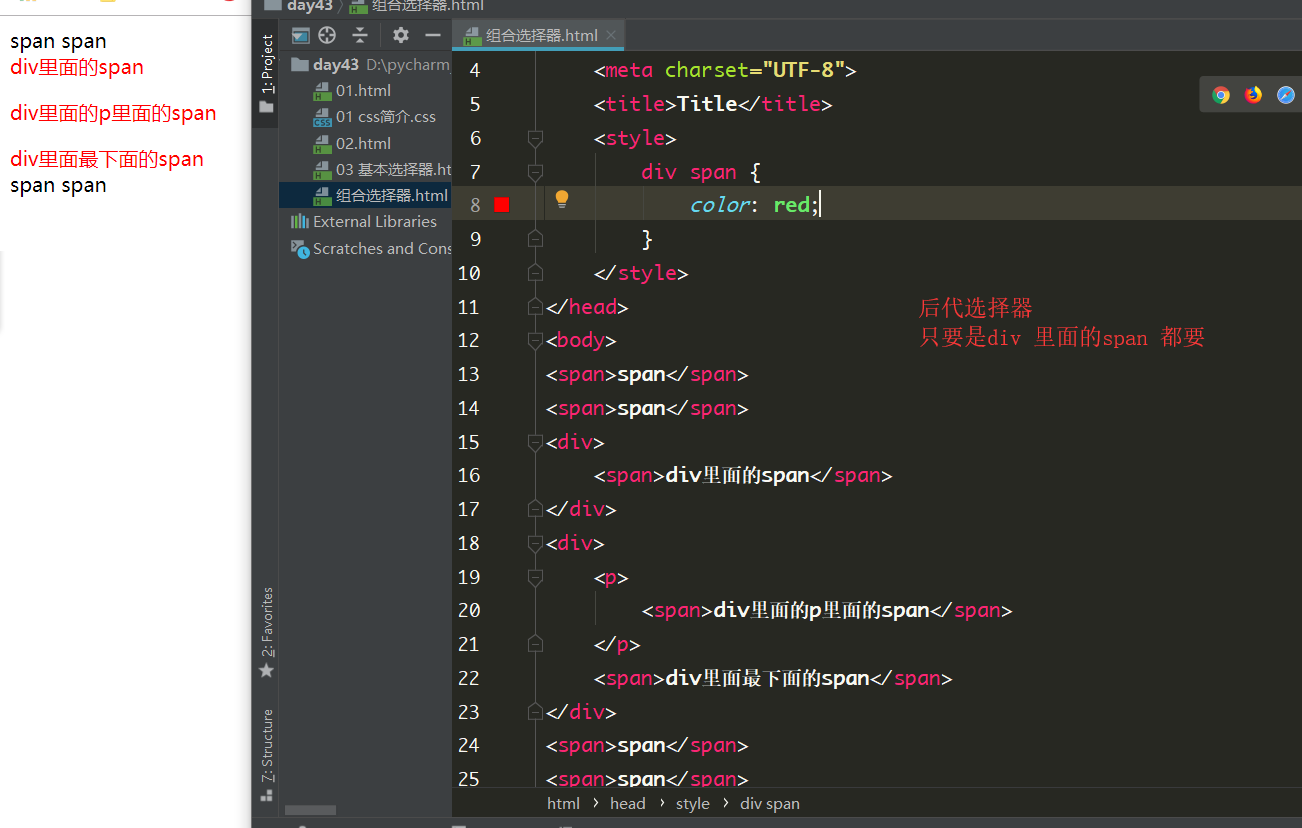 span span
div里面的span
div里面的p里面的span
div里面最下面的span
span span
day43 〉 组合选择器.html
1: Project
组合选择器.html ×
day43 D:\pycharm
01.html
01 css简介.css
02.html
03 基本选择器.ht
组合选择器.html
External Libraries
Scratches and Cons
2: Favorites
7: Structure
4 <meta charset="UTF-8">
5 <title>Title</title>
6 <style>
7 div span {
8 color: red;
9 }
10 </style>
11 </head>
12 <body>
13 <span>span</span>
14 <span>span</span>
15 <div>
16 <span>div里面的span</span>
17 </div>
18 <div>
19 <p>
20 <span>div里面的p里面的span</span>
21 </p>
22 <span>div里面最下面的span</span>
23 </div>
24 <span>span</span>
25 <span>span</span>
后代选择器
只要是div 里面的span 都要
html › head › style › div span